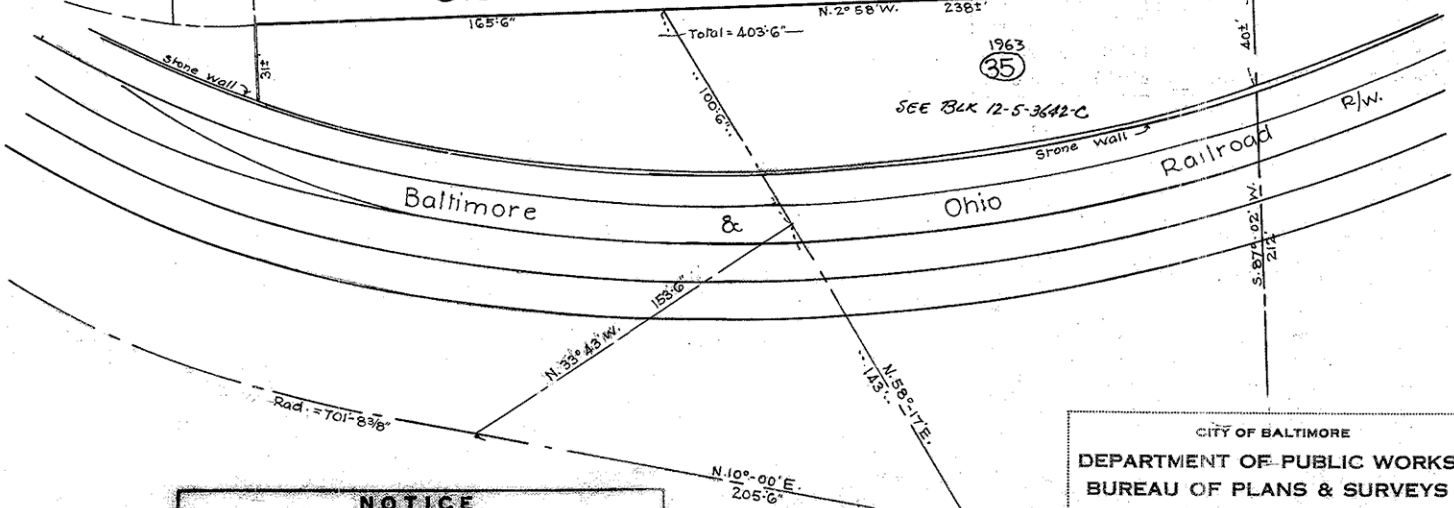 165'-6"
N. 2° 58' W. 238±'
Total = 403'-6"
31±'
40±'
1963
35
Stone wall
100'-6"
SEE BLK 12-5-3642-C
Stone wall
R/W.
Baltimore & Ohio Railroad
S. 87°-02' W.
212'
153'-6"
N. 33° 43' W.
N. 58°-17' E.
143'
Rad. = 701'-8 3/8"
N. 10°-00' E.
205'-6"
NOTICE
CITY OF BALTIMORE
DEPARTMENT OF PUBLIC WORKS
BUREAU OF PLANS & SURVEYS